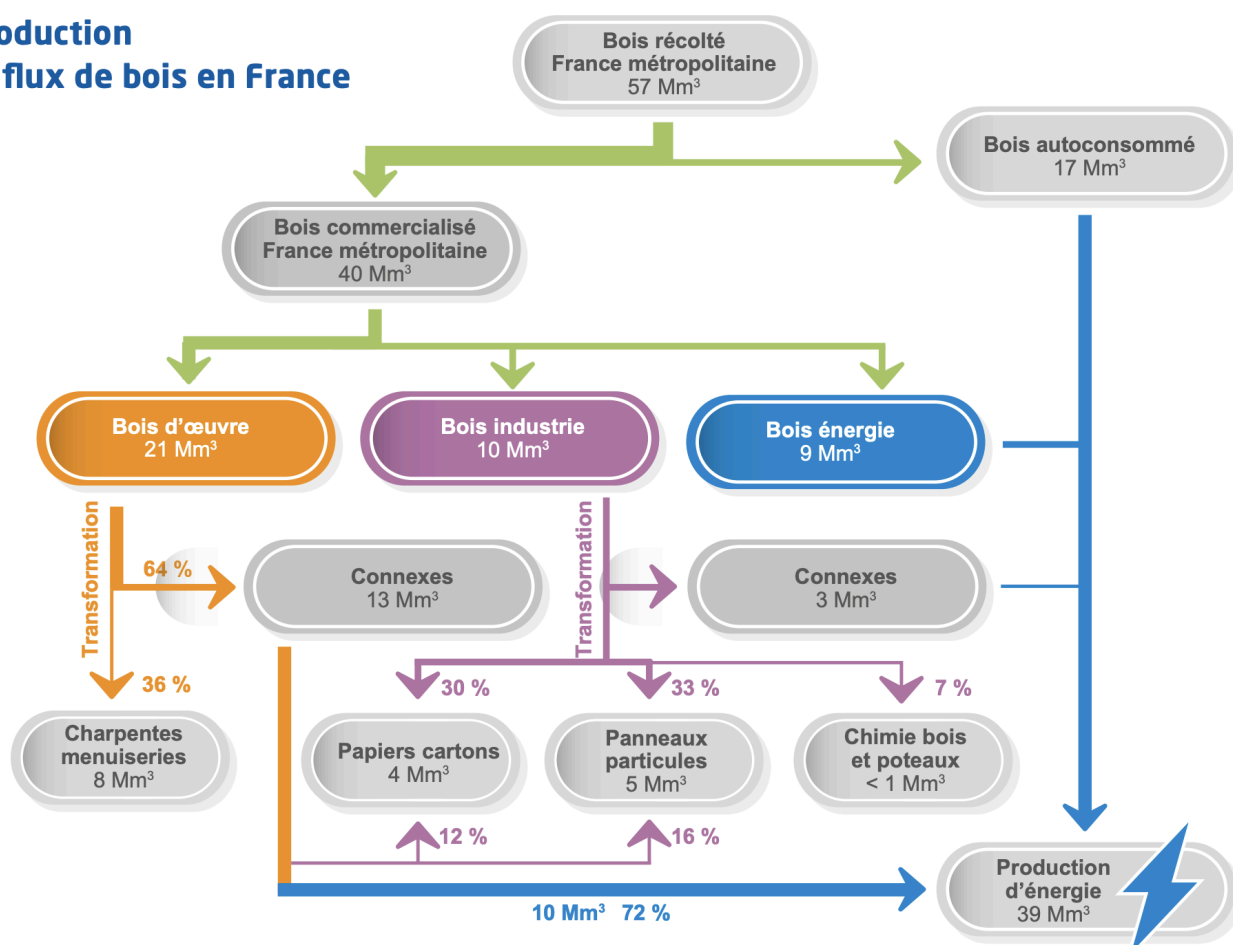 oduction
flux de bois en France
Bois récolté
France métropolitaine
57 Mm³
Bois autoconsommé
17 Mm³
Bois commercialisé
France métropolitaine
40 Mm³
Bois d'œuvre
21 Mm³
Bois industrie
10 Mm³
Bois énergie
9 Mm³
Transformation
64 %
Connexes
13 Mm³
Transformation
Connexes
3 Mm³
36 %
30 %
33 %
7 %
Charpentes
menuiseries
8 Mm³
Papiers cartons
4 Mm³
Panneaux
particules
5 Mm³
Chimie bois
et poteaux
< 1 Mm³
12 %
16 %
10 Mm³ 72 %
Production
d'énergie
39 Mm³